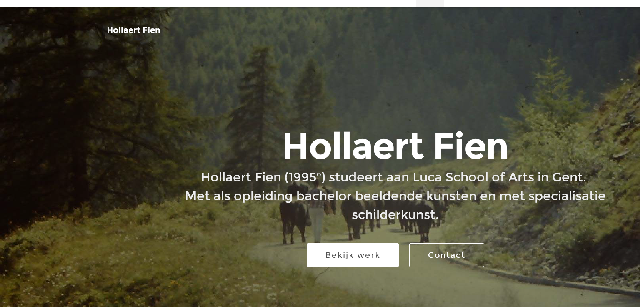 Hollaert Fien
Hollaert Fien
Hollaert Fien (1995°) studeert aan Luca School of Arts in Gent.
Met als opleiding bachelor beeldende kunsten en met specialisatie
schilderkunst.
Bekijk werk
Contact